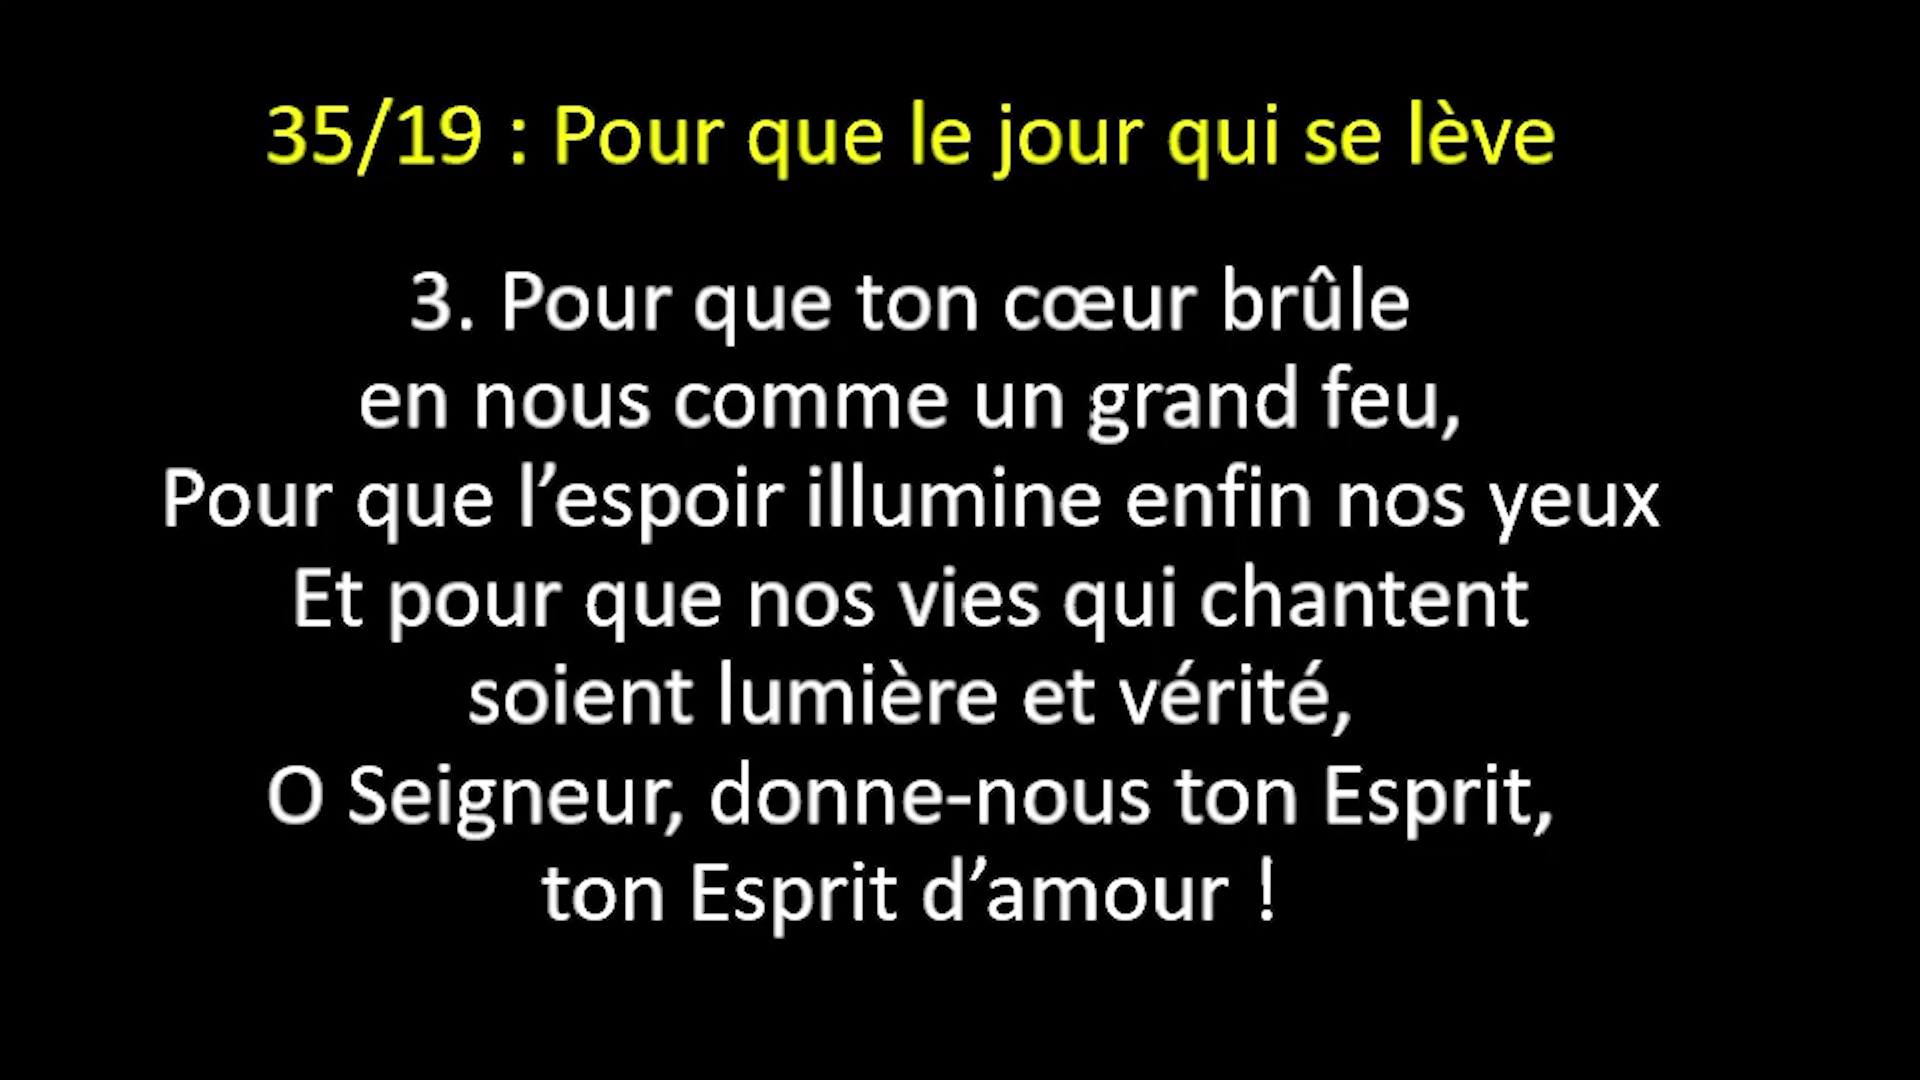 35/19 : Pour que le jour qui se lève
3. Pour que ton cœur brûle
en nous comme un grand feu,
Pour que l’espoir illumine enfin nos yeux
Et pour que nos vies qui chantent
soient lumière et vérité,
O Seigneur, donne-nous ton Esprit,
ton Esprit d’amour !